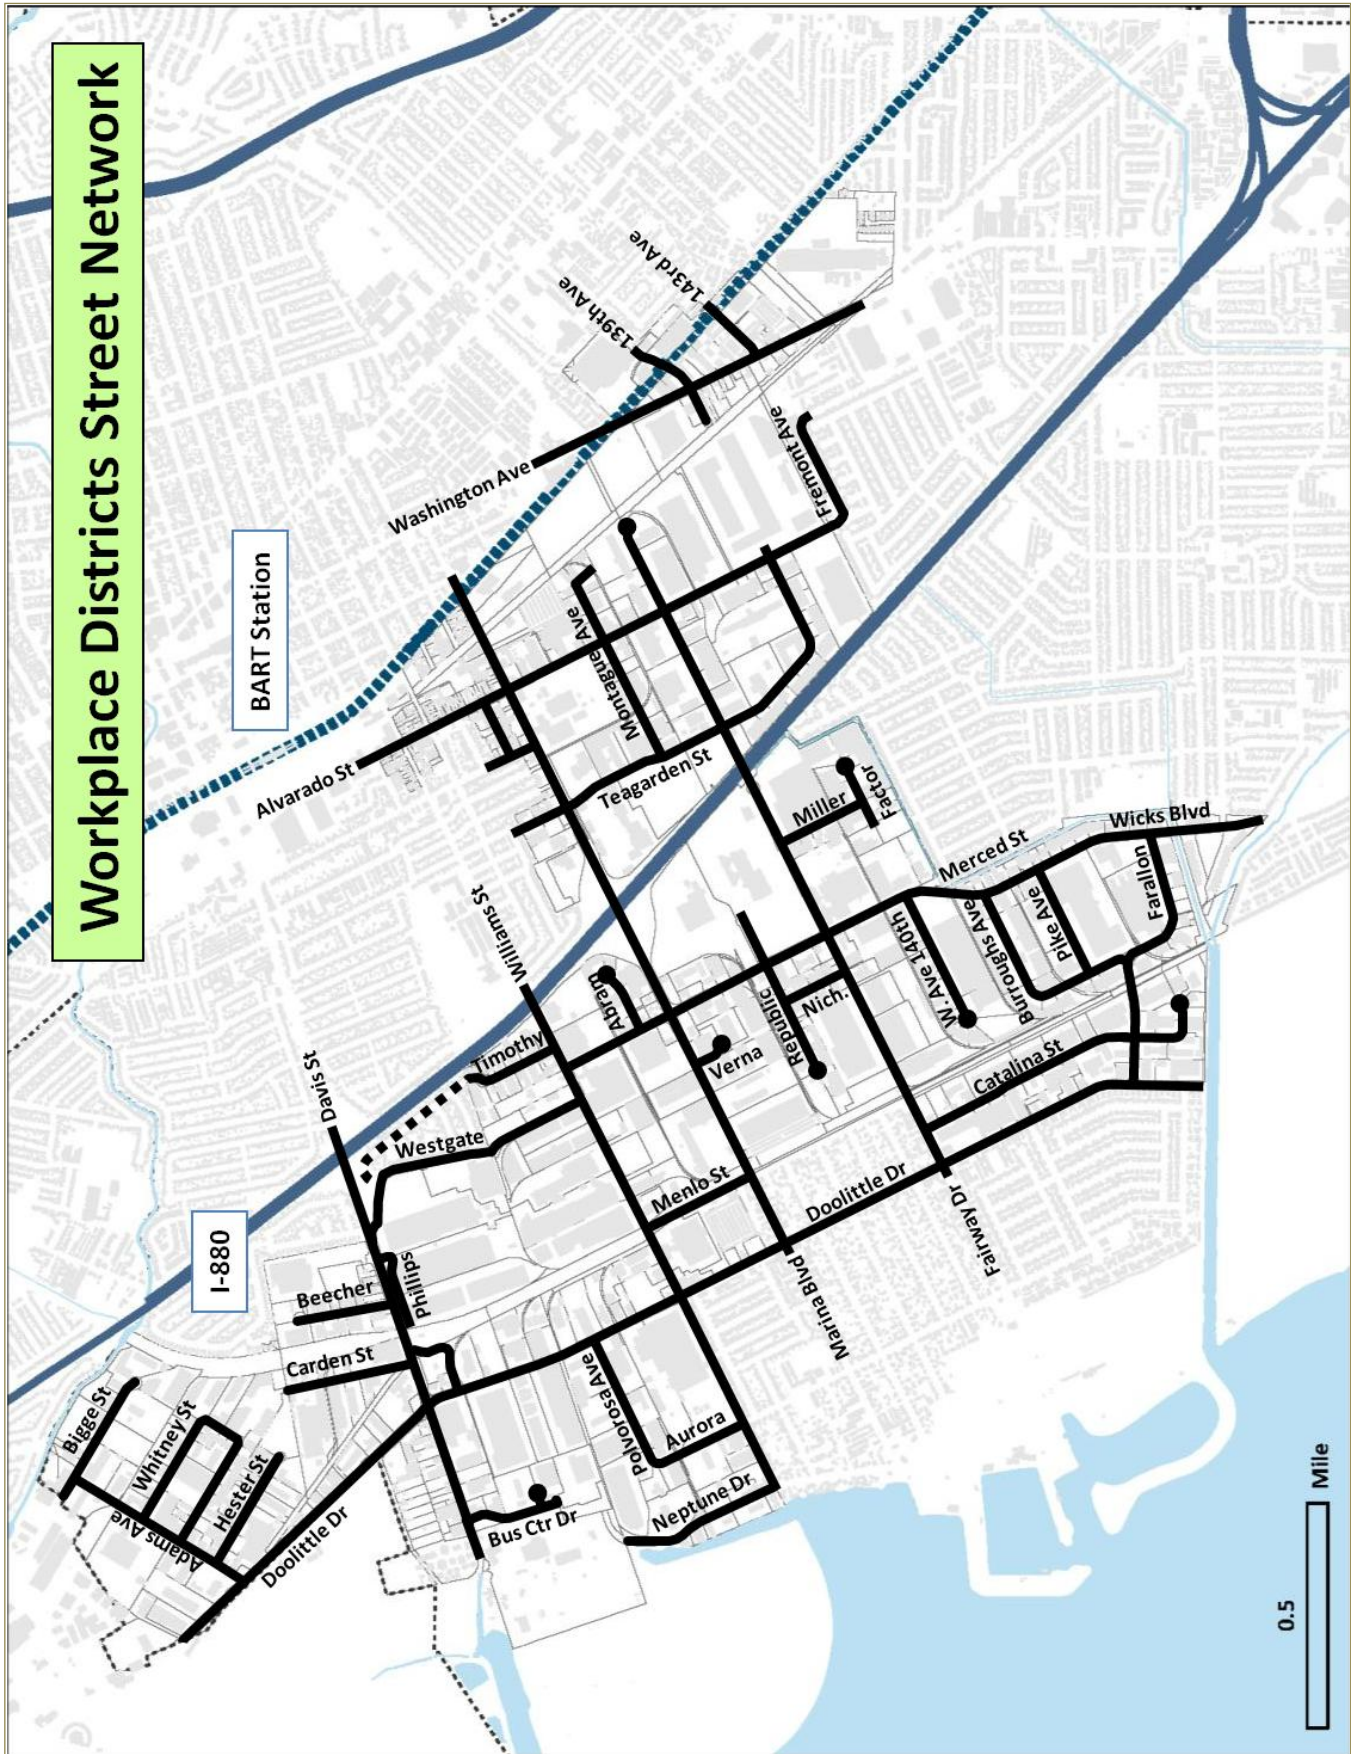 Workplace Districts Street Network
BART Station
I-880
Washington Ave
139th Ave
143rd Ave
Alvarado St
Montague Ave
Fremont Ave
Teagarden St
Williams St
Davis St
Timothy
Abram
Miller
Factor
Merced St
Wicks Blvd
Westgate
Verna
Republic
Nich.
W. Ave 140th
Burroughs Ave
Pike Ave
Farallon
Catalina St
Beecher
Phillips
Carden St
Menlo St
Doolittle Dr
Fairway Dr
Marina Blvd
Bigge St
Whitney St
Hester St
Adams Ave
Doolittle Dr
Polvorosa Ave
Aurora
Bus Ctr Dr
Neptune Dr
0.5
Mile